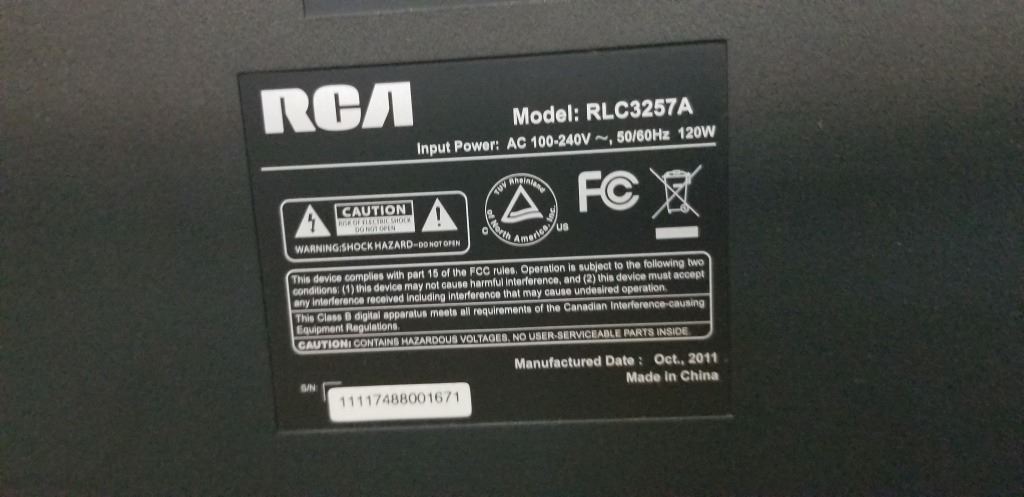 RCA
Model: RLC3257A
Input Power: AC 100-240V ～, 50/60Hz 120W
CAUTION
RISK OF ELECTRIC SHOCK
DO NOT OPEN
WARNING:SHOCK HAZARD-DO NOT OPEN
TUV Rheinland
of North America, Inc.
C US
FC
This device complies with part 15 of the FCC rules. Operation is subject to the following two
conditions: (1) this device may not cause harmful interference, and (2) this device must accept
any interference received including interference that may cause undesired operation.
This Class B digital apparatus meets all requirements of the Canadian Interference-causing
Equipment Regulations.
CAUTION: CONTAINS HAZARDOUS VOLTAGES, NO USER-SERVICEABLE PARTS INSIDE.
Manufactured Date : Oct., 2011
Made in China
S/N:
11117488001671